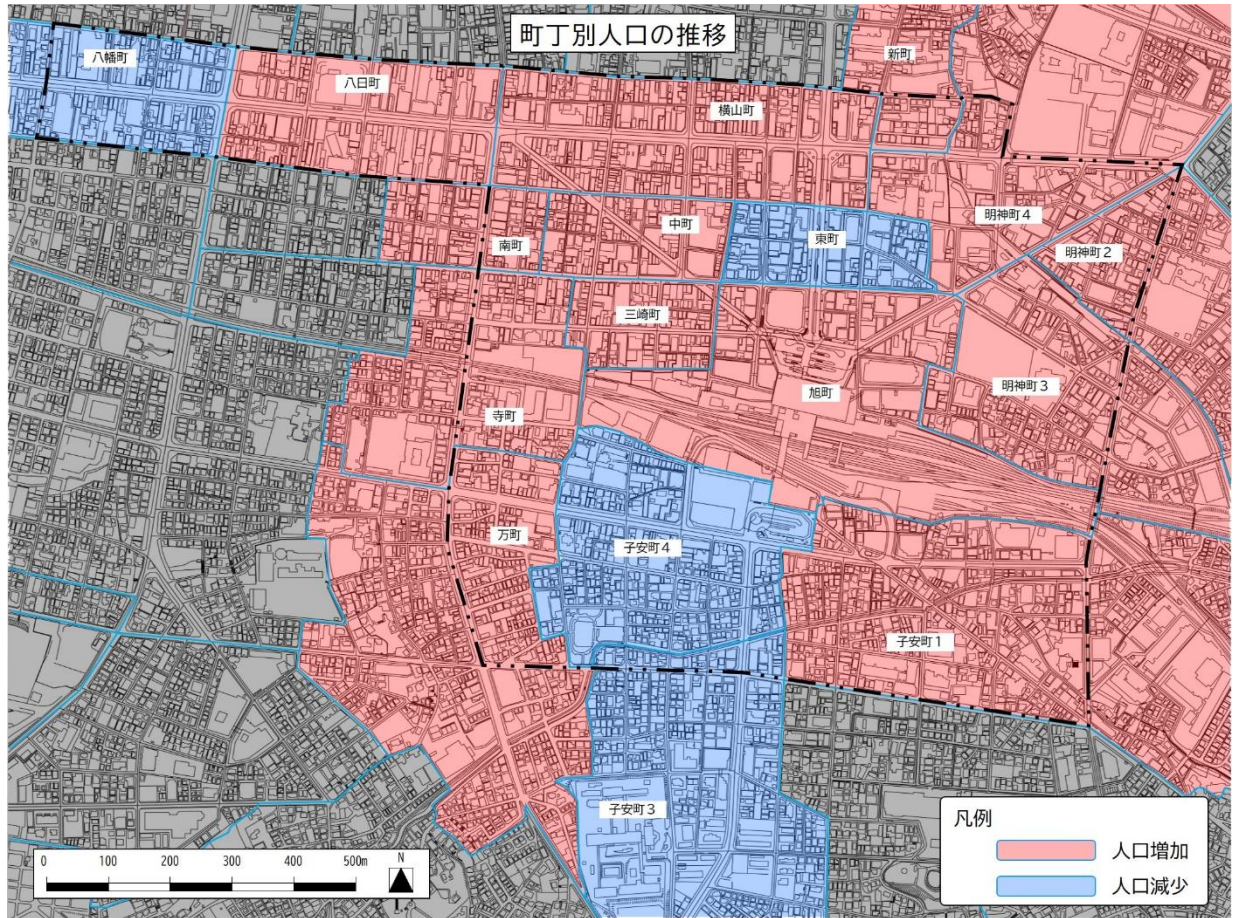 町丁別人口の推移
八幡町
八日町
横山町
新町
南町
中町
東町
明神町4
明神町2
三崎町
寺町
旭町
明神町3
万町
子安町4
子安町1
子安町3
凡例
人口増加
人口減少
0 100 200 300 400 500m
N